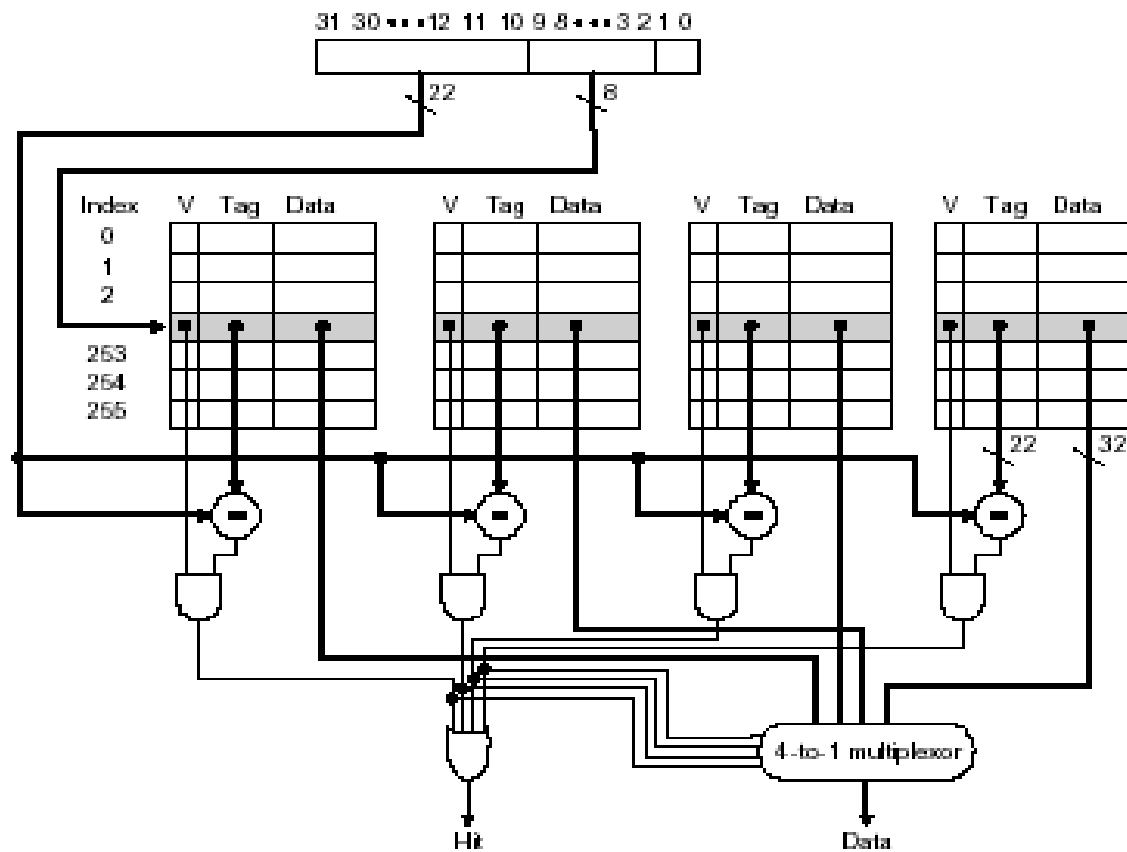 31 30 •••• 12 11 10 9 8 •••• 3 2 1 0
22
8
Index V Tag Data V Tag Data V Tag Data V Tag Data
0
1
2
253
254
255
22
32
4-to-1 multiplexor
Hit
Data